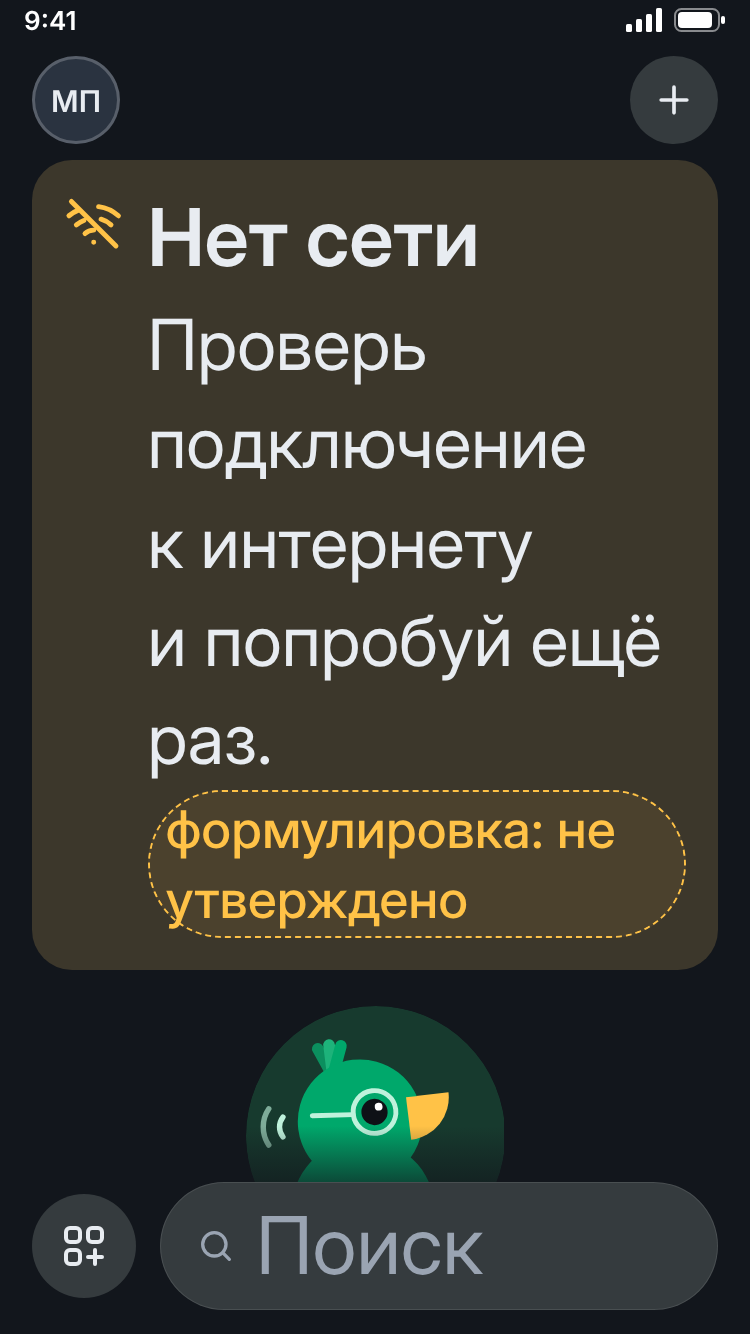 9:41
МП
Нет сети
Проверь
подключение
к интернету
и попробуй ещё
раз.
формулировка: не
утверждено
Поиск